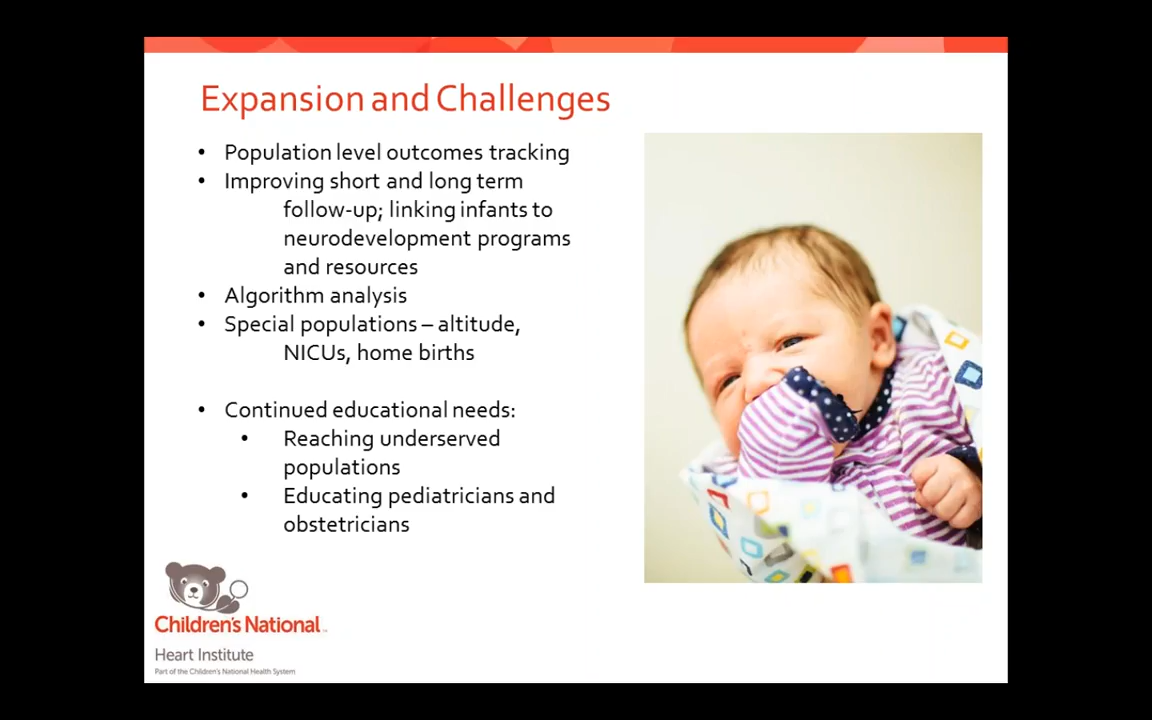 Expansion and Challenges
• Population level outcomes tracking
• Improving short and long term
follow-up; linking infants to
neurodevelopment programs
and resources
• Algorithm analysis
• Special populations – altitude,
NICUs, home births
• Continued educational needs:
• Reaching underserved
populations
• Educating pediatricians and
obstetricians
Children's National™
Heart Institute
Part of the Children's National Health System